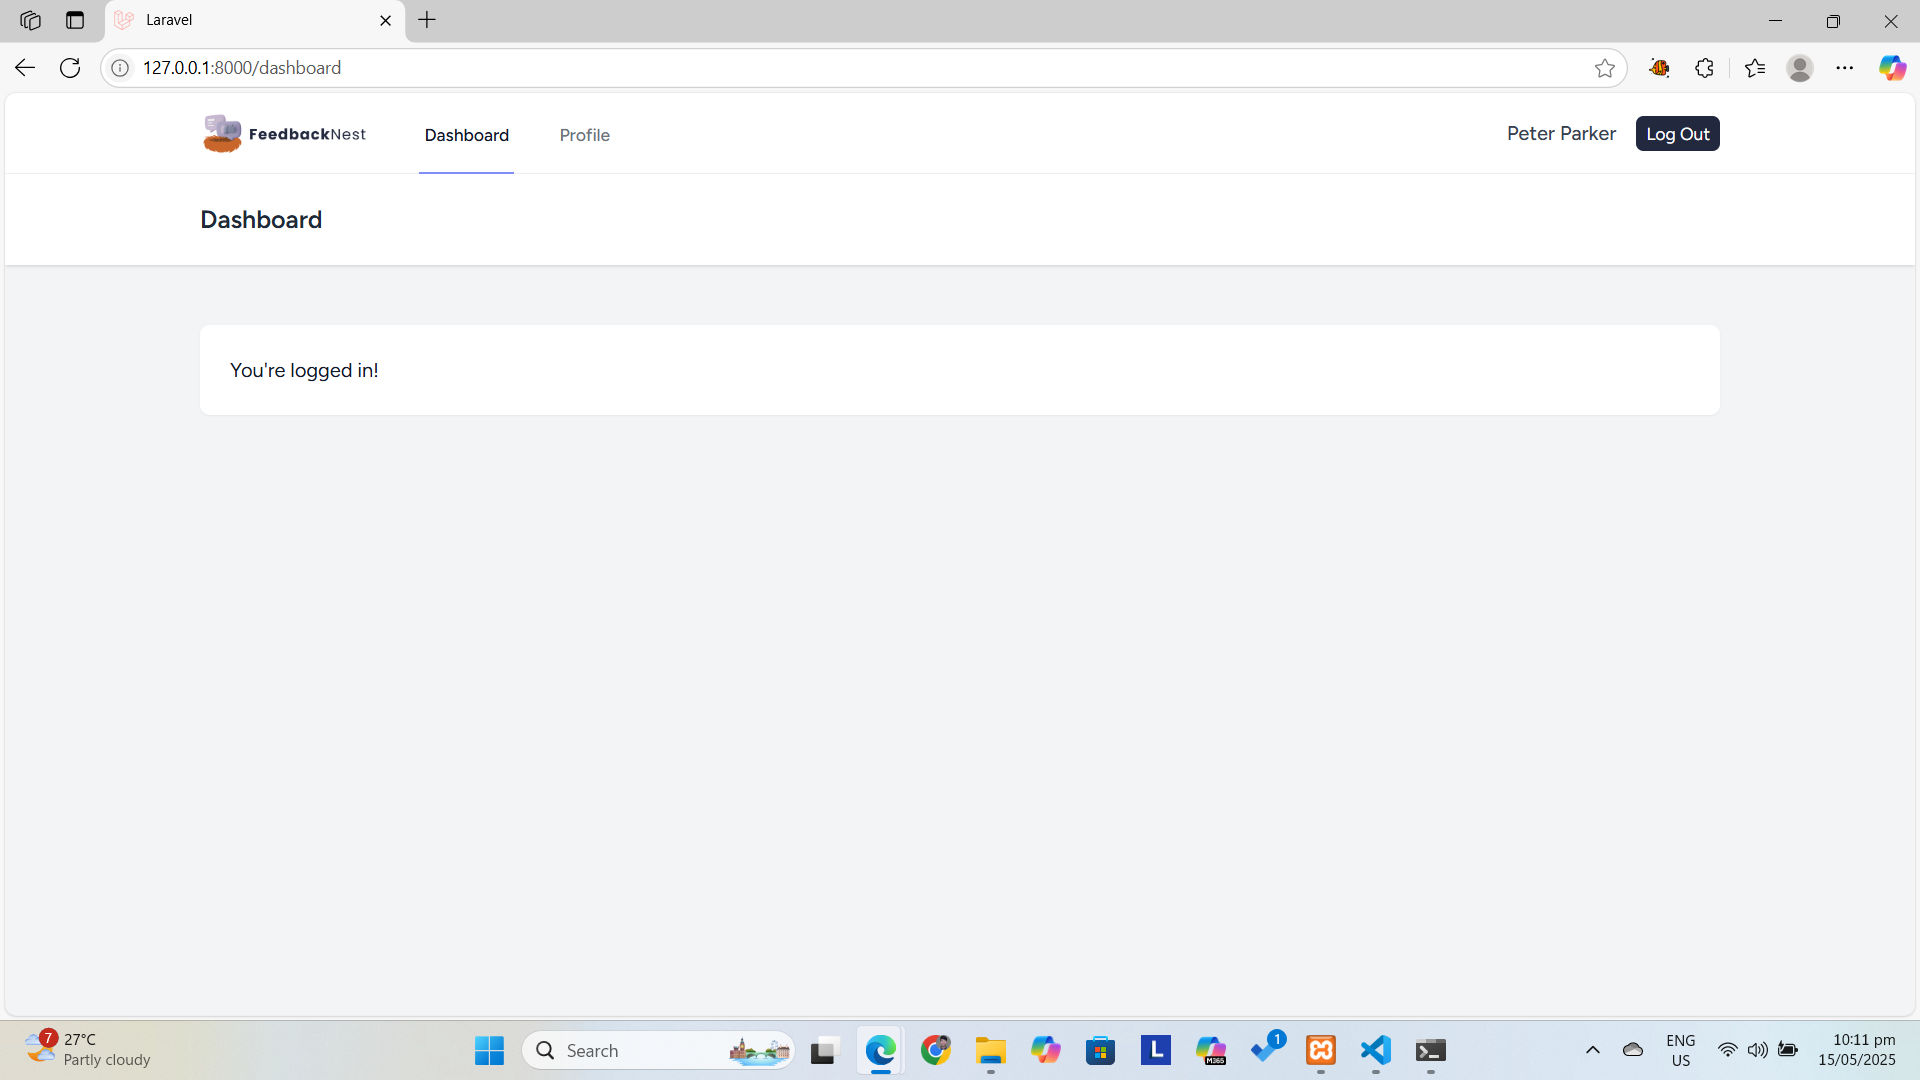 Laravel
127.0.0.1:8000/dashboard
FeedbackNest Dashboard Profile Peter Parker Log Out
Dashboard
You're logged in!
7 27°C
Partly cloudy
Search
L
M365
1
ENG
US
10:11 pm
15/05/2025